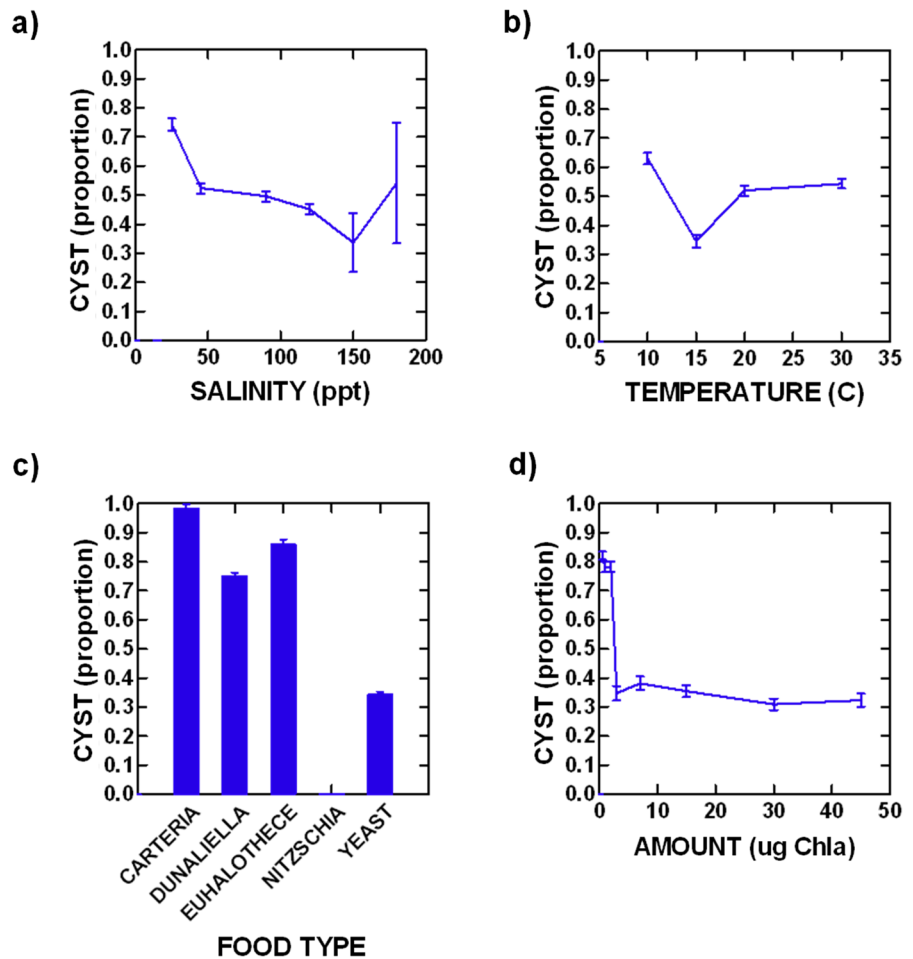 a)
CYST (proportion)
1.0
0.9
0.8
0.7
0.6
0.5
0.4
0.3
0.2
0.1
0.0
0 50 100 150 200
SALINITY (ppt)
b)
CYST (proportion)
1.0
0.9
0.8
0.7
0.6
0.5
0.4
0.3
0.2
0.1
0.0
5 10 15 20 25 30 35
TEMPERATURE (C)
c)
CYST (proportion)
1.0
0.9
0.8
0.7
0.6
0.5
0.4
0.3
0.2
0.1
0.0
CARTERIA
DUNALIELLA
EUHALOTHECE
NITZSCHIA
YEAST
FOOD TYPE
d)
CYST (proportion)
1.0
0.9
0.8
0.7
0.6
0.5
0.4
0.3
0.2
0.1
0.0
0 10 20 30 40 50
AMOUNT (ug Chla)